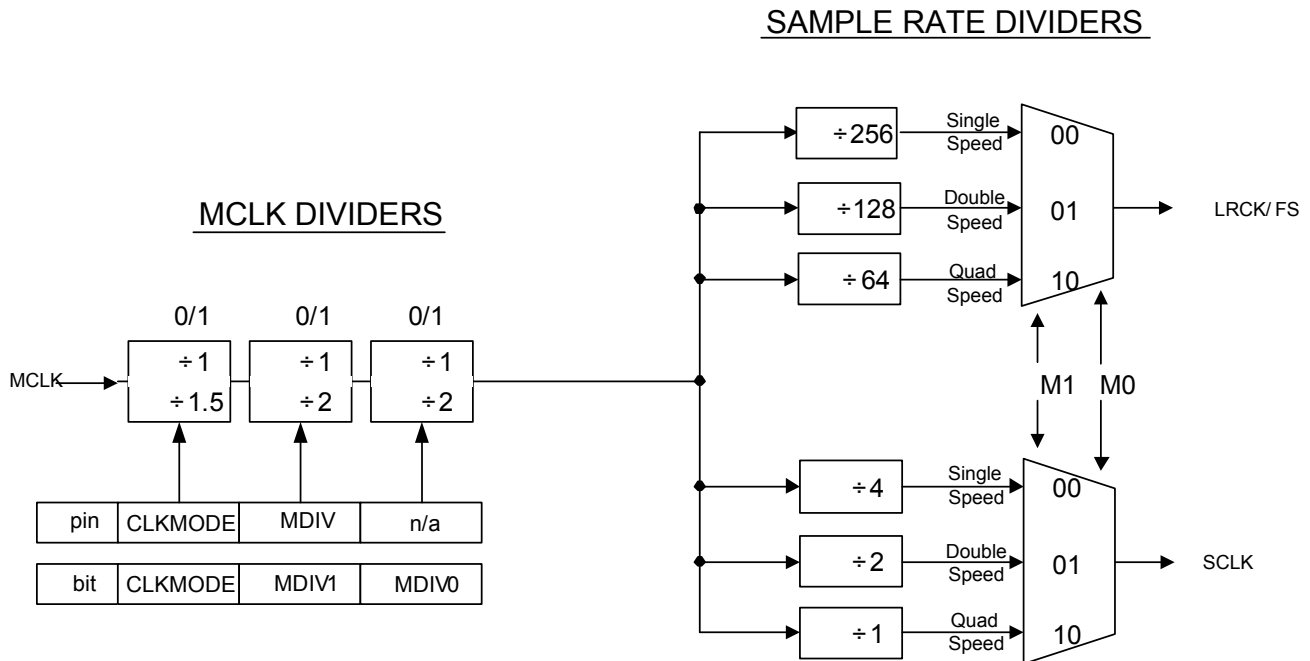 SAMPLE RATE DIVIDERS
÷256
Single
Speed
00
÷128
Double
Speed
01
LRCK/ FS
÷64
Quad
Speed
10
MCLK DIVIDERS
0/1
0/1
0/1
MCLK
÷1
÷1.5
÷1
÷2
÷1
÷2
M1
M0
pin
CLKMODE
MDIV
n/a
bit
CLKMODE
MDIV1
MDIV0
÷4
Single
Speed
00
÷2
Double
Speed
01
SCLK
÷1
Quad
Speed
10